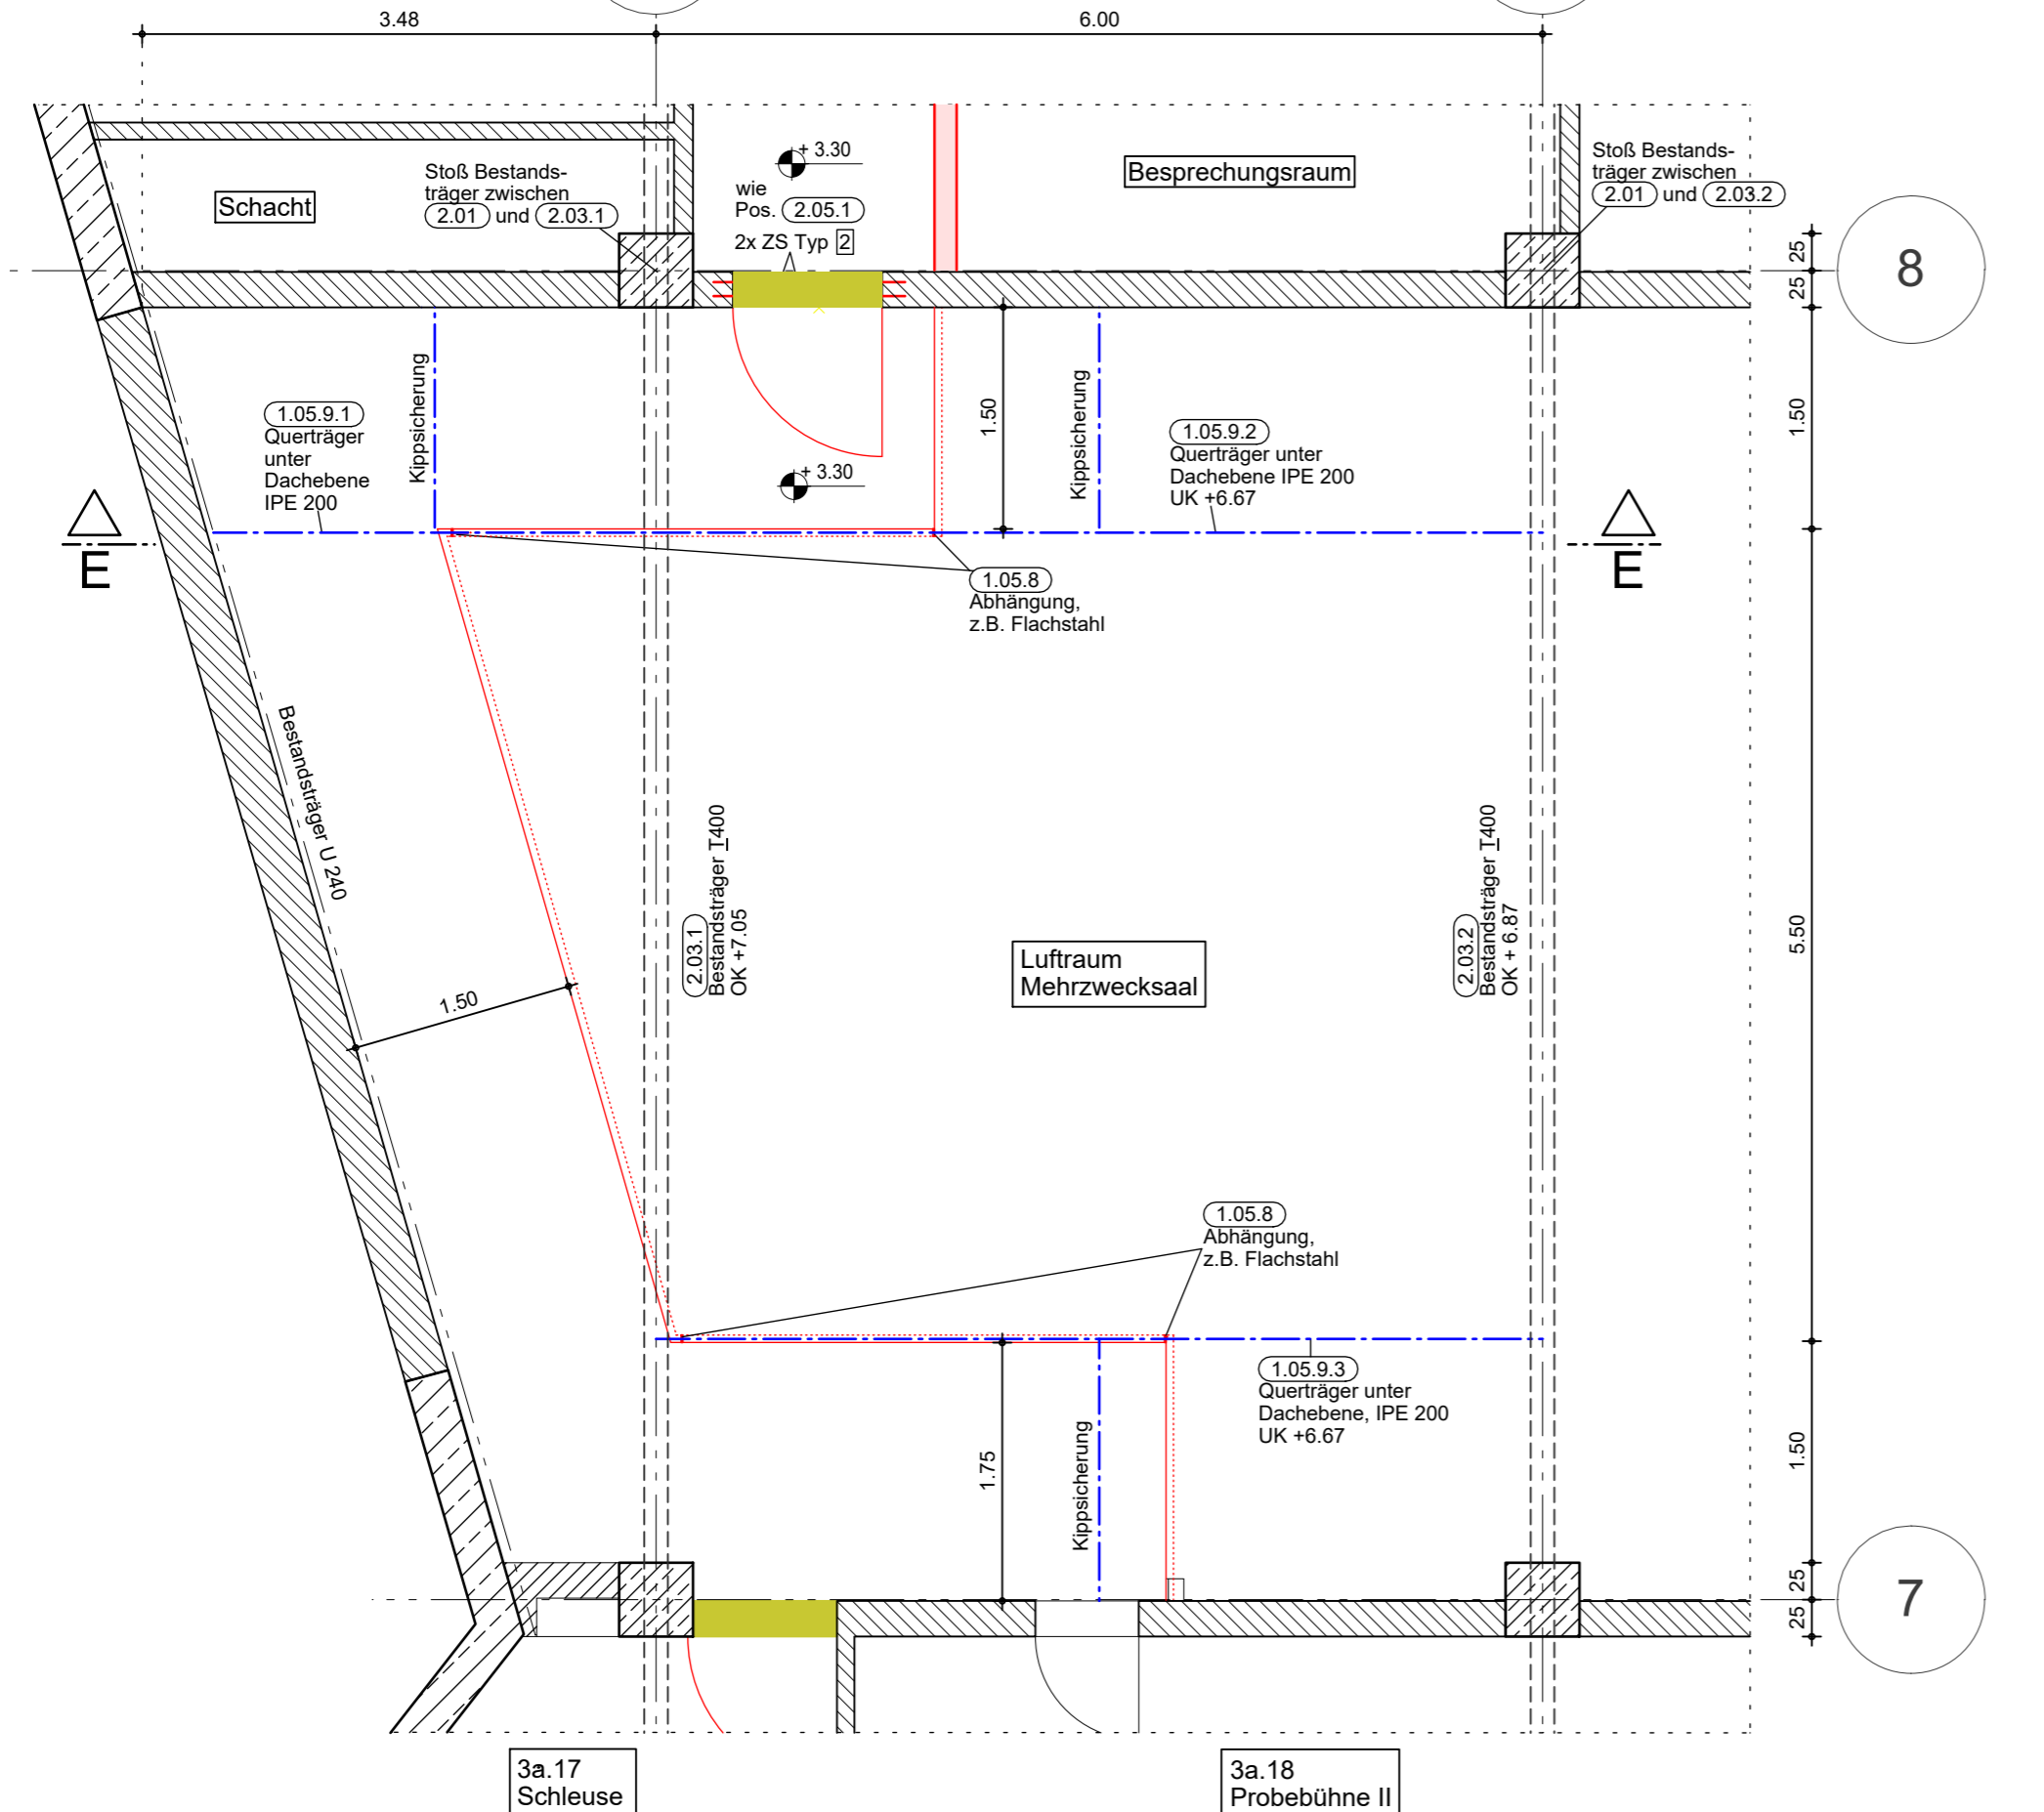 3.48
6.00
Stoß Bestands-
träger zwischen
2.01 und 2.03.1
Schacht
+ 3.30
wie
Pos. 2.05.1
2x ZS Typ 2
Besprechungsraum
Stoß Bestands-
träger zwischen
2.01 und 2.03.2
25
25
8
1.05.9.1
Querträger
unter
Dachebene
IPE 200
Kippsicherung
+ 3.30
1.50
Kippsicherung
1.05.9.2
Querträger unter
Dachebene IPE 200
UK +6.67
1.50
E
E
1.05.8
Abhängung,
z.B. Flachstahl
Bestandsträger U 240
1.50
2.03.1
Bestandsträger I400
OK +7.05
Luftraum
Mehrzwecksaal
2.03.2
Bestandsträger I400
OK + 6.87
5.50
1.05.8
Abhängung,
z.B. Flachstahl
1.05.9.3
Querträger unter
Dachebene, IPE 200
UK +6.67
1.75
Kippsicherung
1.50
25
25
7
3a.17
Schleuse
3a.18
Probebühne II